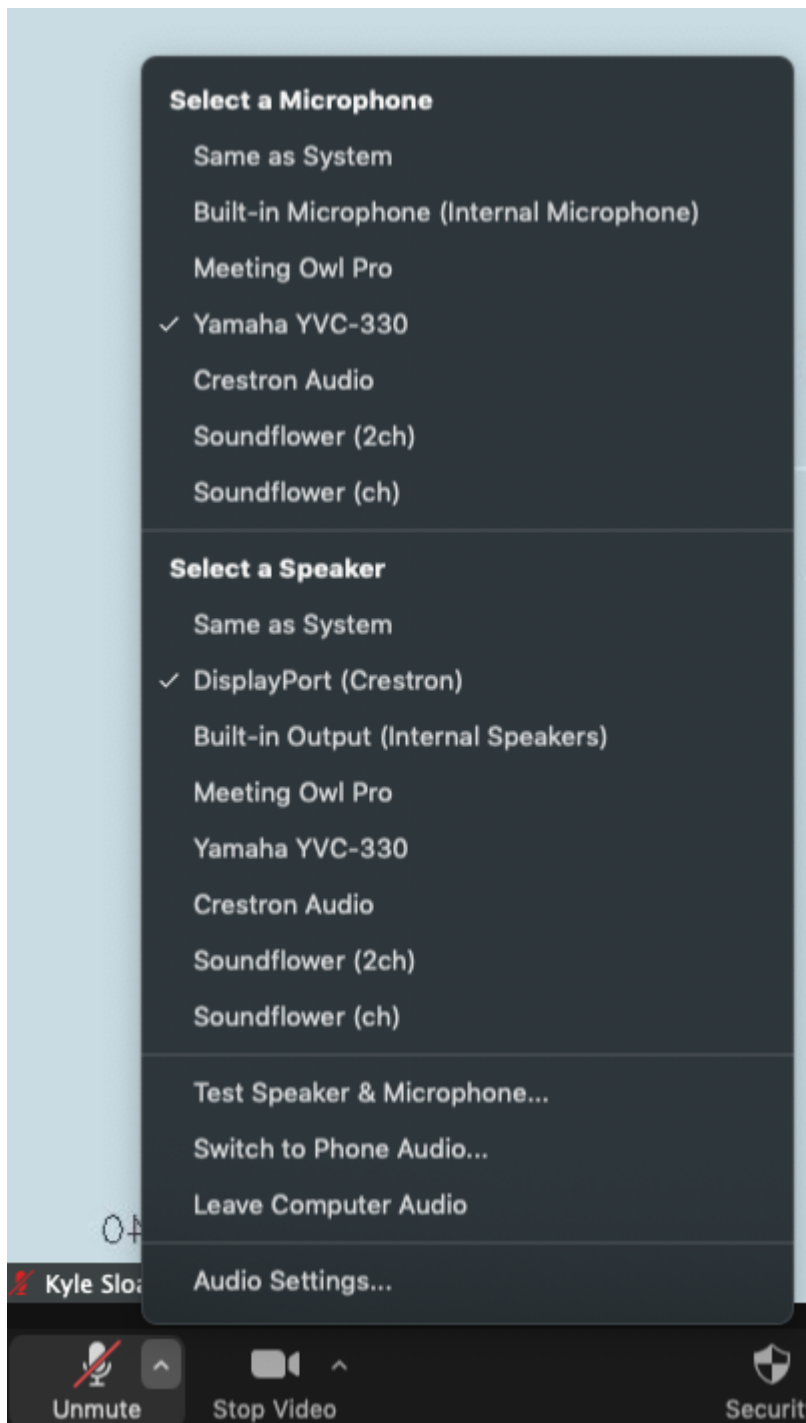 Select a Microphone
Same as System
Built-in Microphone (Internal Microphone)
Meeting Owl Pro
✓ Yamaha YVC-330
Crestron Audio
Soundflower (2ch)
Soundflower (ch)
Select a Speaker
Same as System
✓ DisplayPort (Crestron)
Built-in Output (Internal Speakers)
Meeting Owl Pro
Yamaha YVC-330
Crestron Audio
Soundflower (2ch)
Soundflower (ch)
Test Speaker & Microphone...
Switch to Phone Audio...
Leave Computer Audio
Audio Settings...
Kyle
Unmute
Stop Video
Securit